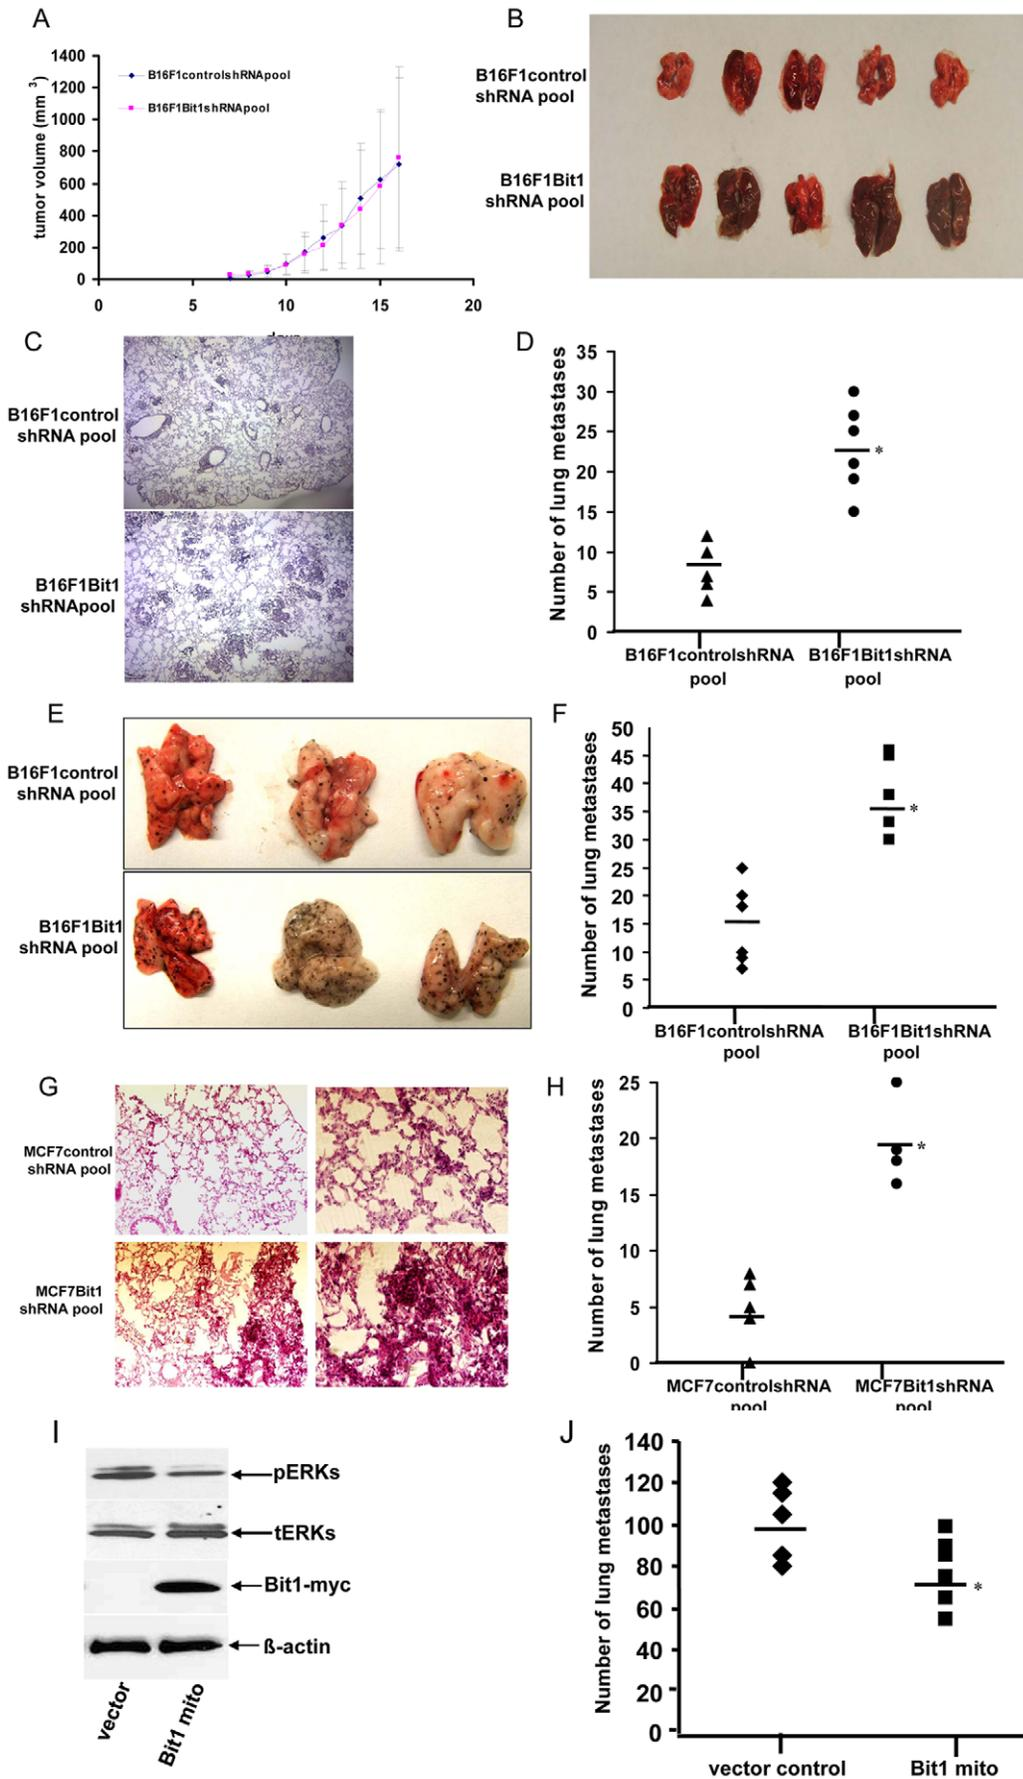 A
1400
1200
1000
800
600
400
200
0
tumor volume (mm 3)
B16F1controlshRNApool
B16F1Bit1shRNApool
0
5
10
15
20
B
B16F1control
shRNA pool
B16F1Bit1
shRNA pool
C
B16F1control
shRNA pool
B16F1Bit1
shRNApool
D
Number of lung metastases
35
30
25
20
15
10
5
0
*
B16F1controlshRNA
pool
B16F1Bit1shRNA
pool
E
B16F1control
shRNA pool
B16F1Bit1
shRNA pool
F
Number of lung metastases
50
45
40
35
30
25
20
15
10
5
0
*
B16F1controlshRNA
pool
B16F1Bit1shRNA
pool
G
MCF7control
shRNA pool
MCF7Bit1
shRNA pool
H
Number of lung metastases
25
20
15
10
5
0
*
MCF7controlshRNA
pool
MCF7Bit1shRNA
pool
I
pERKs
tERKs
Bit1-myc
ß-actin
vector
Bit1 mito
J
Number of lung metastases
140
120
100
80
60
40
20
0
*
vector control
Bit1 mito